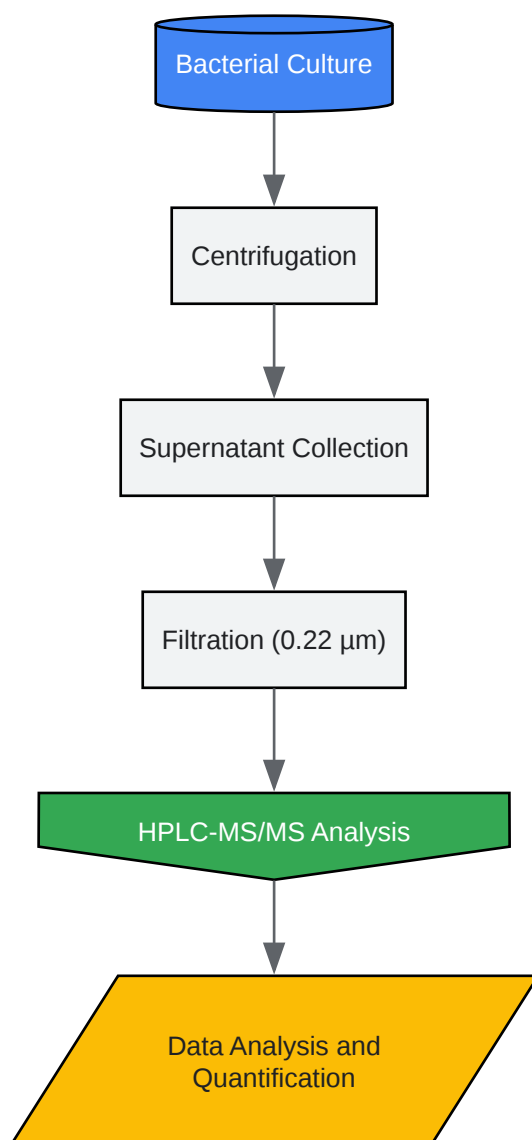 Bacterial Culture
Centrifugation
Supernatant Collection
Filtration (0.22 µm)
HPLC-MS/MS Analysis
Data Analysis and
Quantification